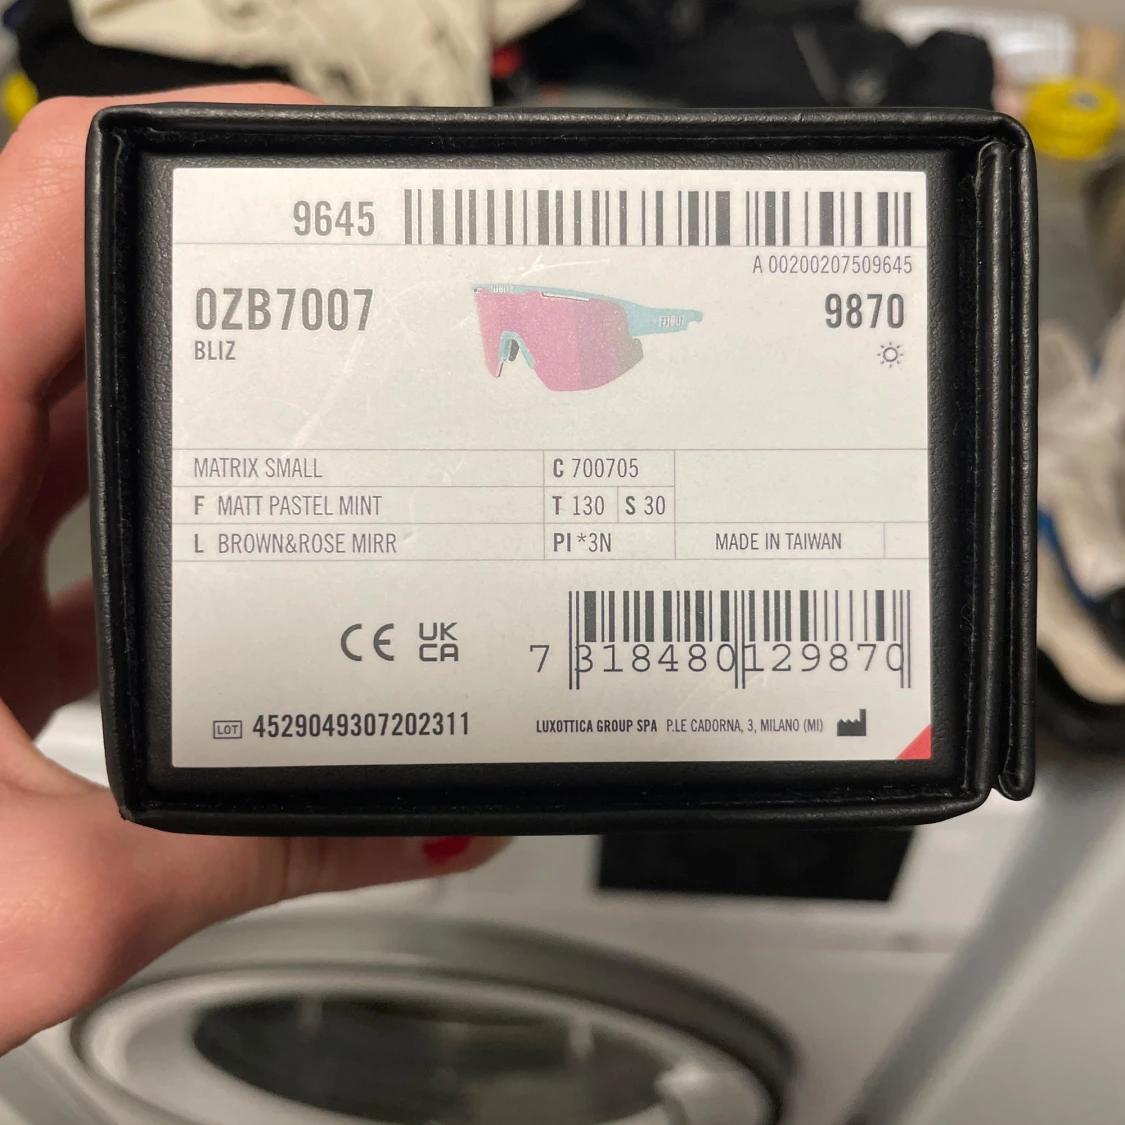 9645
A 00200207509645
0ZB7007
BLIZ
9870
MATRIX SMALL
C 700705
F MATT PASTEL MINT
T 130 S 30
L BROWN&ROSE MIRR
PI *3N
MADE IN TAIWAN
CE UK CA
7 318480 129870
LOT 4529049307202311
LUXOTTICA GROUP SPA P.LE CADORNA, 3, MILANO (MI)